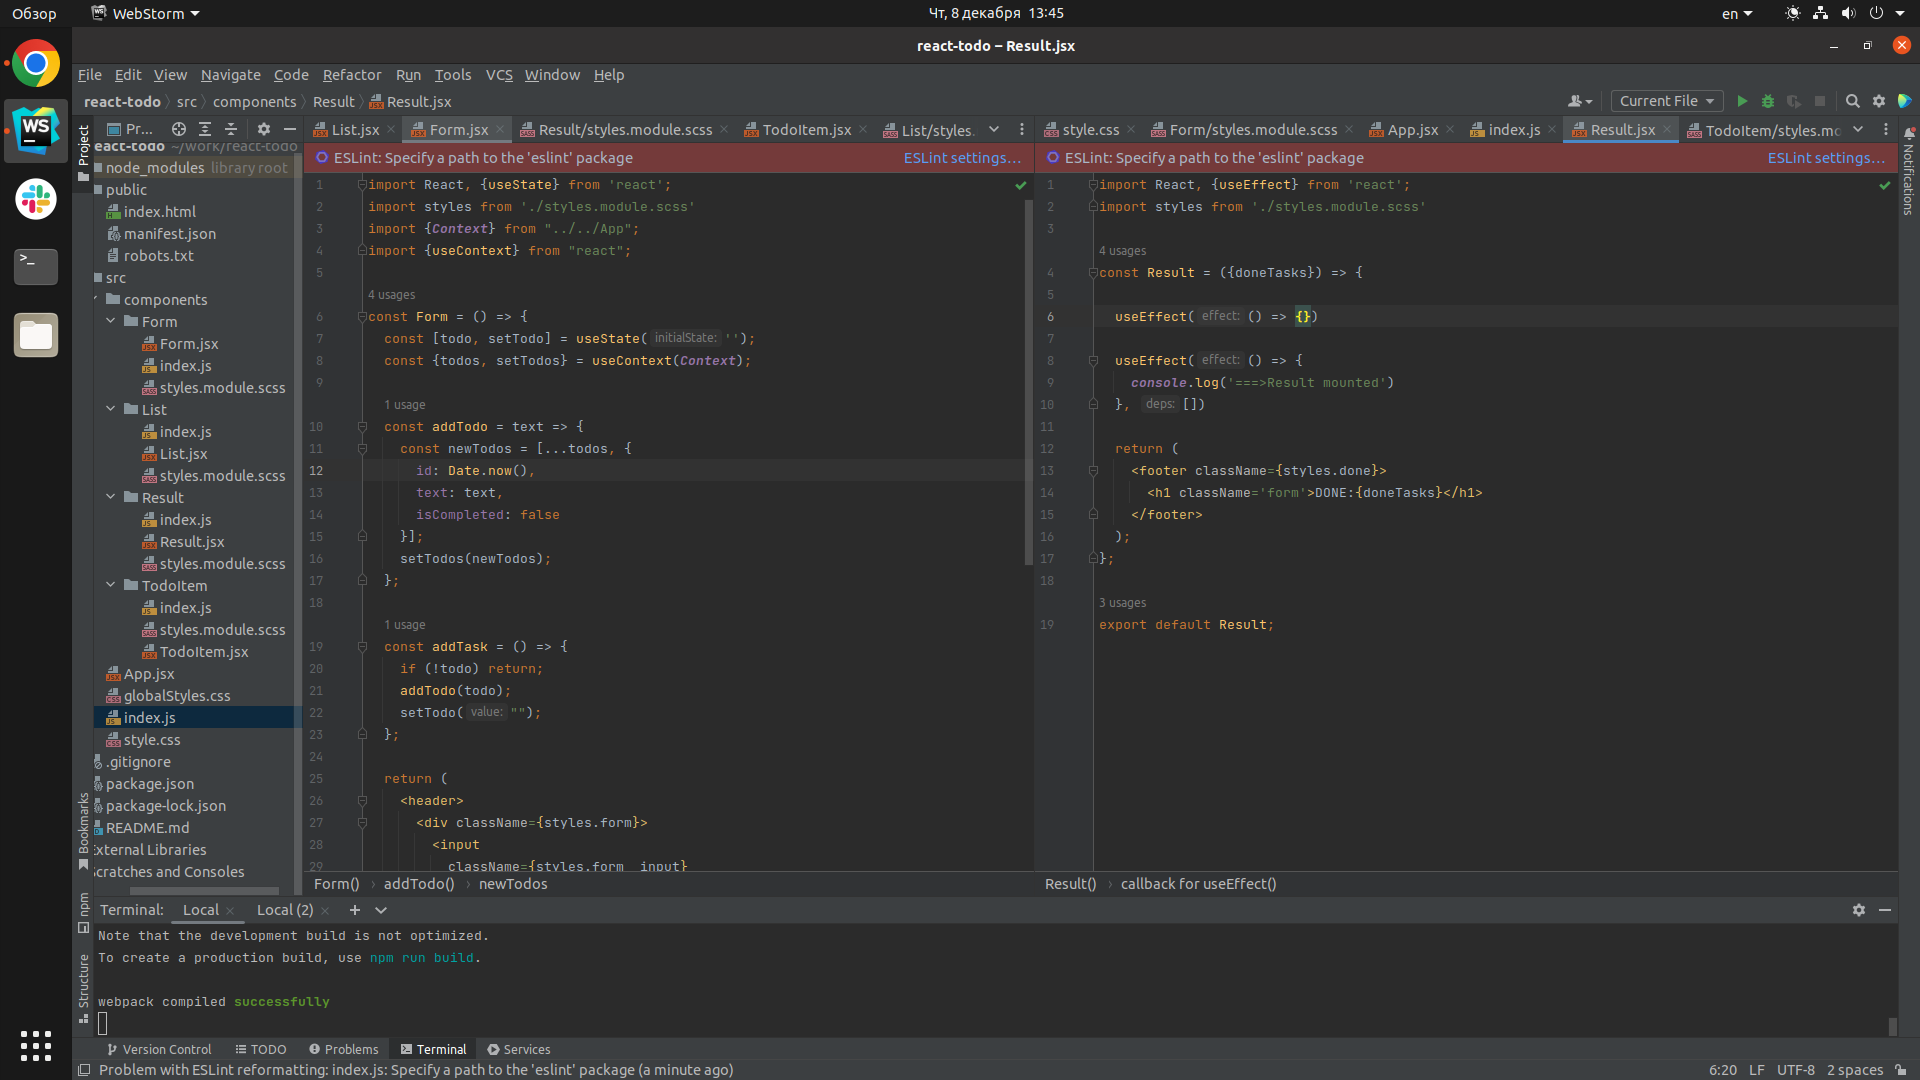 Обзор
WebStorm
Чт, 8 декабря 13:45
en
react-todo – Result.jsx
File Edit View Navigate Code Refactor Run Tools VCS Window Help
react-todo src components Result Result.jsx
Current File
Project
Pr...
eact-todo ~/work/react-todo
node_modules library root
public
index.html
manifest.json
robots.txt
src
components
Form
Form.jsx
index.js
styles.module.scss
List
index.js
List.jsx
styles.module.scss
Result
index.js
Result.jsx
styles.module.scss
TodoItem
index.js
styles.module.scss
TodoItem.jsx
App.jsx
globalStyles.css
index.js
style.css
.gitignore
package.json
package-lock.json
README.md
External Libraries
Scratches and Consoles
Bookmarks
npm
Structure
List.jsx Form.jsx Result/styles.module.scss TodoItem.jsx List/styles.
ESLint: Specify a path to the 'eslint' package ESLint settings...
1 import React, {useState} from 'react';
2 import styles from './styles.module.scss'
3 import {Context} from "../../App";
4 import {useContext} from "react";
5
4 usages
6 const Form = () => {
7 const [todo, setTodo] = useState( initialState: '');
8 const {todos, setTodos} = useContext(Context);
9
1 usage
10 const addTodo = text => {
11 const newTodos = [...todos, {
12 id: Date.now(),
13 text: text,
14 isCompleted: false
15 }];
16 setTodos(newTodos);
17 };
18
1 usage
19 const addTask = () => {
20 if (!todo) return;
21 addTodo(todo);
22 setTodo( value: "");
23 };
24
25 return (
26 <header>
27 <div className={styles.form}>
28 <input
29 className={styles.form__input}
Form() addTodo() newTodos
style.css Form/styles.module.scss App.jsx index.js Result.jsx TodoItem/styles.mo
ESLint: Specify a path to the 'eslint' package ESLint settings...
1 import React, {useEffect} from 'react';
2 import styles from './styles.module.scss'
3
4 usages
4 const Result = ({doneTasks}) => {
5
6 useEffect( effect: () => {})
7
8 useEffect( effect: () => {
9 console.log('===>Result mounted')
10 }, deps: [])
11
12 return (
13 <footer className={styles.done}>
14 <h1 className='form'>DONE:{doneTasks}</h1>
15 </footer>
16 );
17 };
18
3 usages
19 export default Result;
Result() callback for useEffect()
Notifications
Terminal: Local Local (2)
Note that the development build is not optimized.
To create a production build, use npm run build.
webpack compiled successfully
Version Control TODO Problems Terminal Services
Problem with ESLint reformatting: index.js: Specify a path to the 'eslint' package (a minute ago)
6:20 LF UTF-8 2 spaces